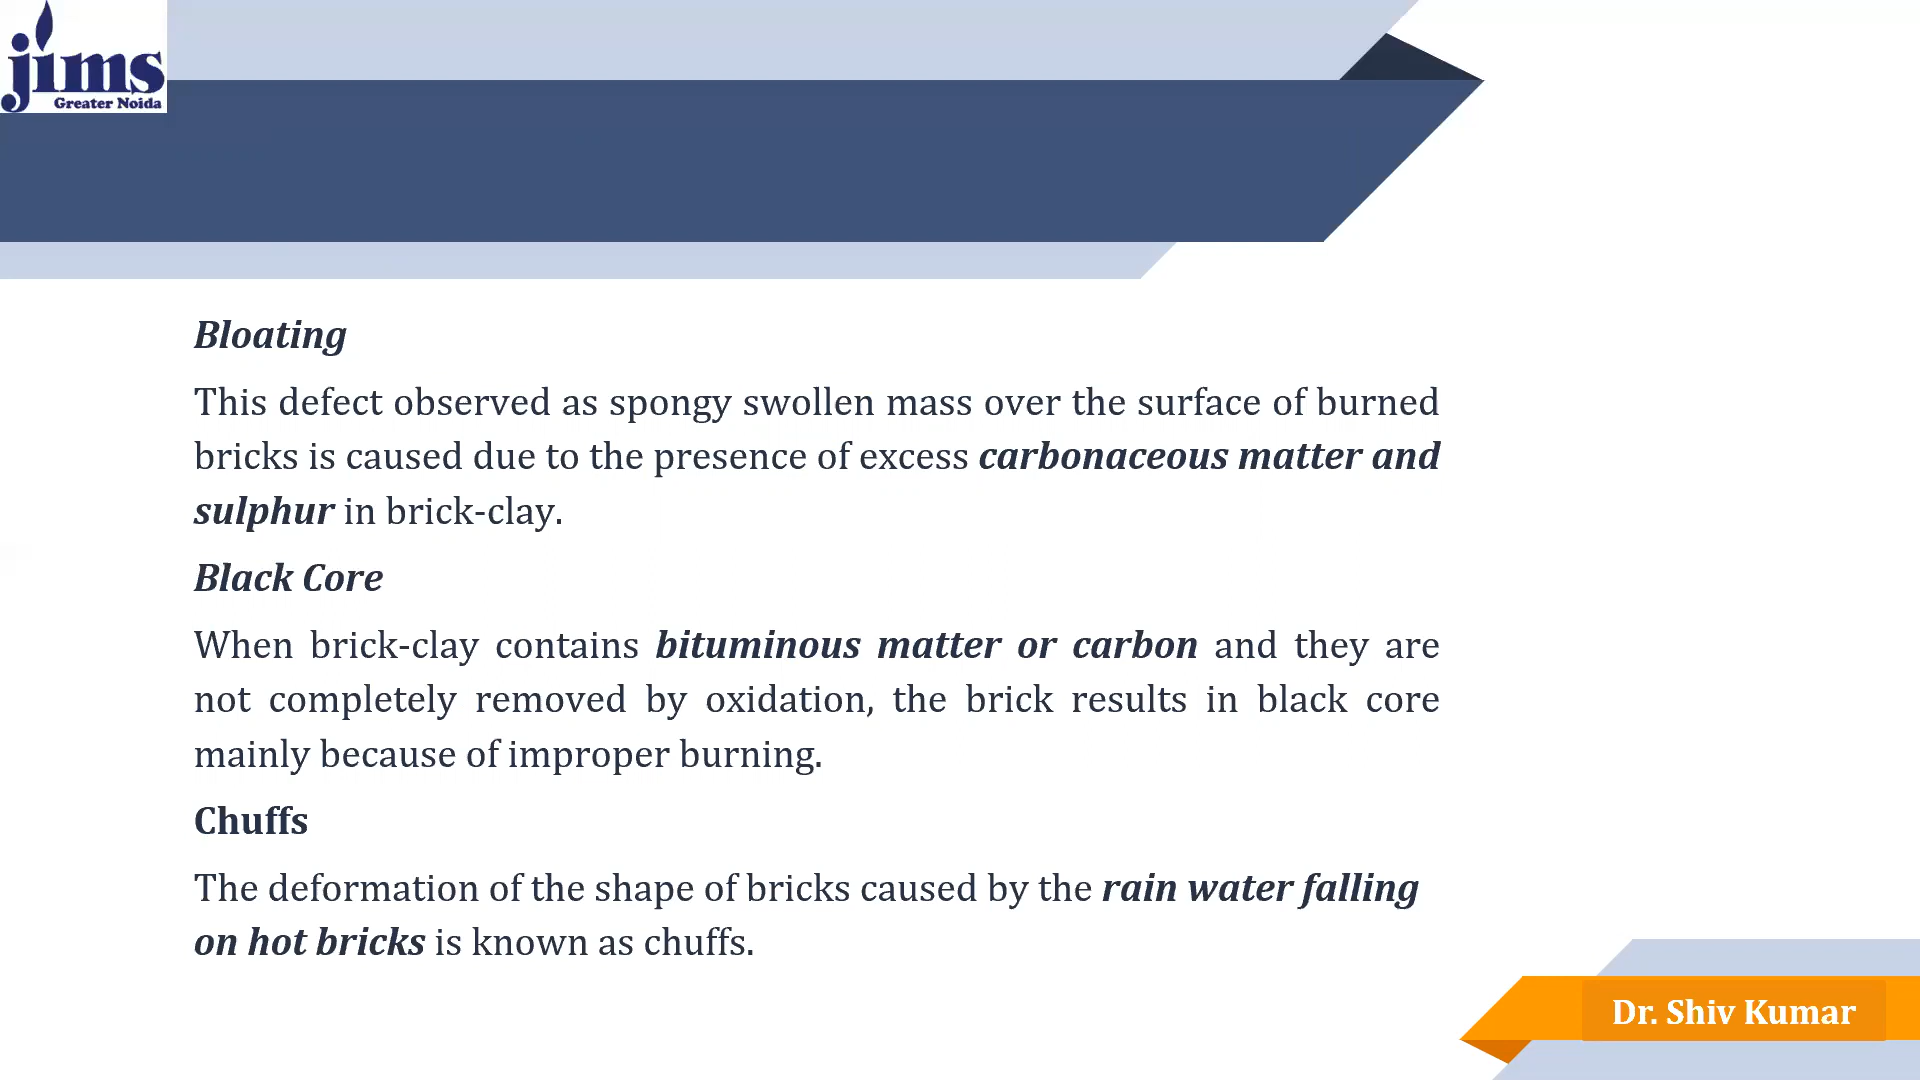 jims
Greater Noida
Bloating
This defect observed as spongy swollen mass over the surface of burned
bricks is caused due to the presence of excess carbonaceous matter and
sulphur in brick-clay.
Black Core
When brick-clay contains bituminous matter or carbon and they are
not completely removed by oxidation, the brick results in black core
mainly because of improper burning.
Chuffs
The deformation of the shape of bricks caused by the rain water falling
on hot bricks is known as chuffs.
Dr. Shiv Kumar